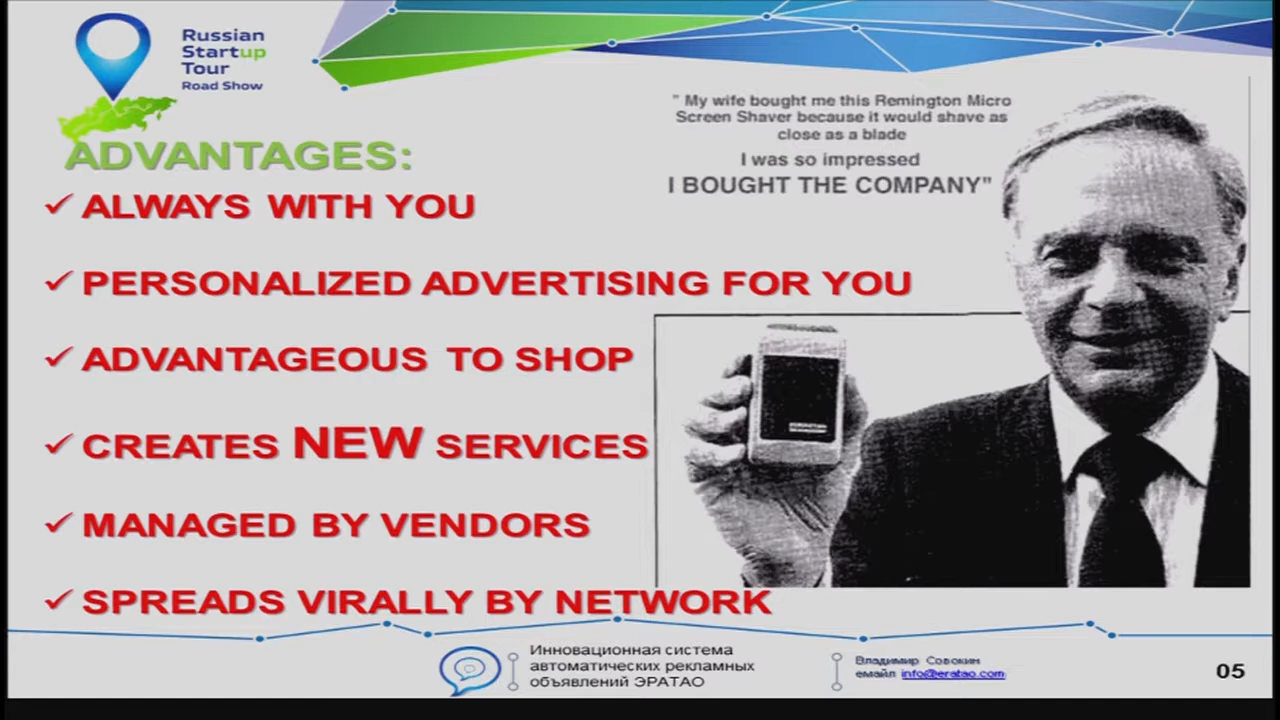 Russian
Startup
Tour
Road Show
" My wife bought me this Remington Micro
Screen Shaver because it would shave as
close as a blade
I was so impressed
I BOUGHT THE COMPANY"
ADVANTAGES:
✓ ALWAYS WITH YOU
✓ PERSONALIZED ADVERTISING FOR YOU
✓ ADVANTAGEOUS TO SHOP
✓ CREATES NEW SERVICES
✓ MANAGED BY VENDORS
✓ SPREADS VIRALLY BY NETWORK
Инновационная система
автоматических рекламных
объявлений ЭРАТАО
Владимир Совокин
емайл info@eratao.com
05